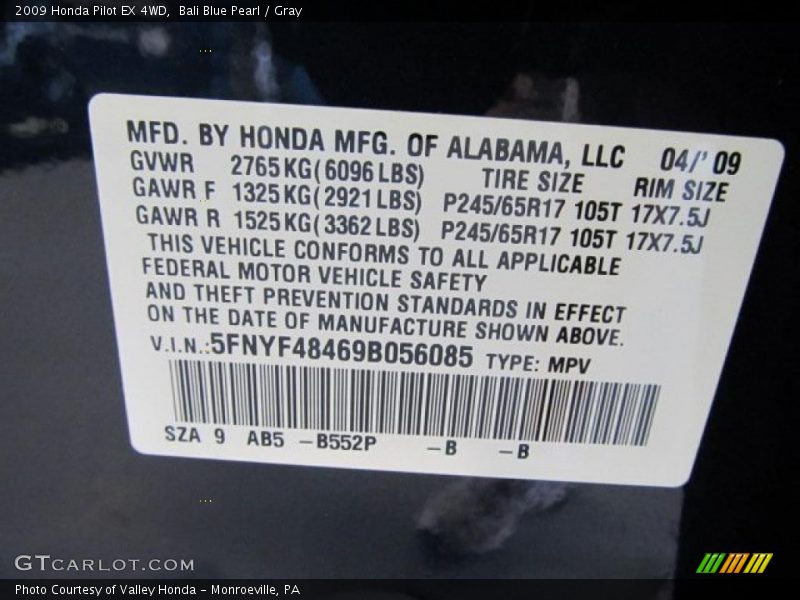 2009 Honda Pilot EX 4WD, Bali Blue Pearl / Gray
MFD. BY HONDA MFG. OF ALABAMA, LLC 04/'09
GVWR 2765KG(6096LBS) TIRE SIZE RIM SIZE
GAWR F 1325KG(2921LBS) P245/65R17 105T 17X7.5J
GAWR R 1525KG(3362LBS) P245/65R17 105T 17X7.5J
THIS VEHICLE CONFORMS TO ALL APPLICABLE
FEDERAL MOTOR VEHICLE SAFETY
AND THEFT PREVENTION STANDARDS IN EFFECT
ON THE DATE OF MANUFACTURE SHOWN ABOVE.
V.I.N.:5FNYF48469B056085 TYPE: MPV
SZA 9 AB5 -B552P -B -B
GTCARLOT.COM
Photo Courtesy of Valley Honda - Monroeville, PA